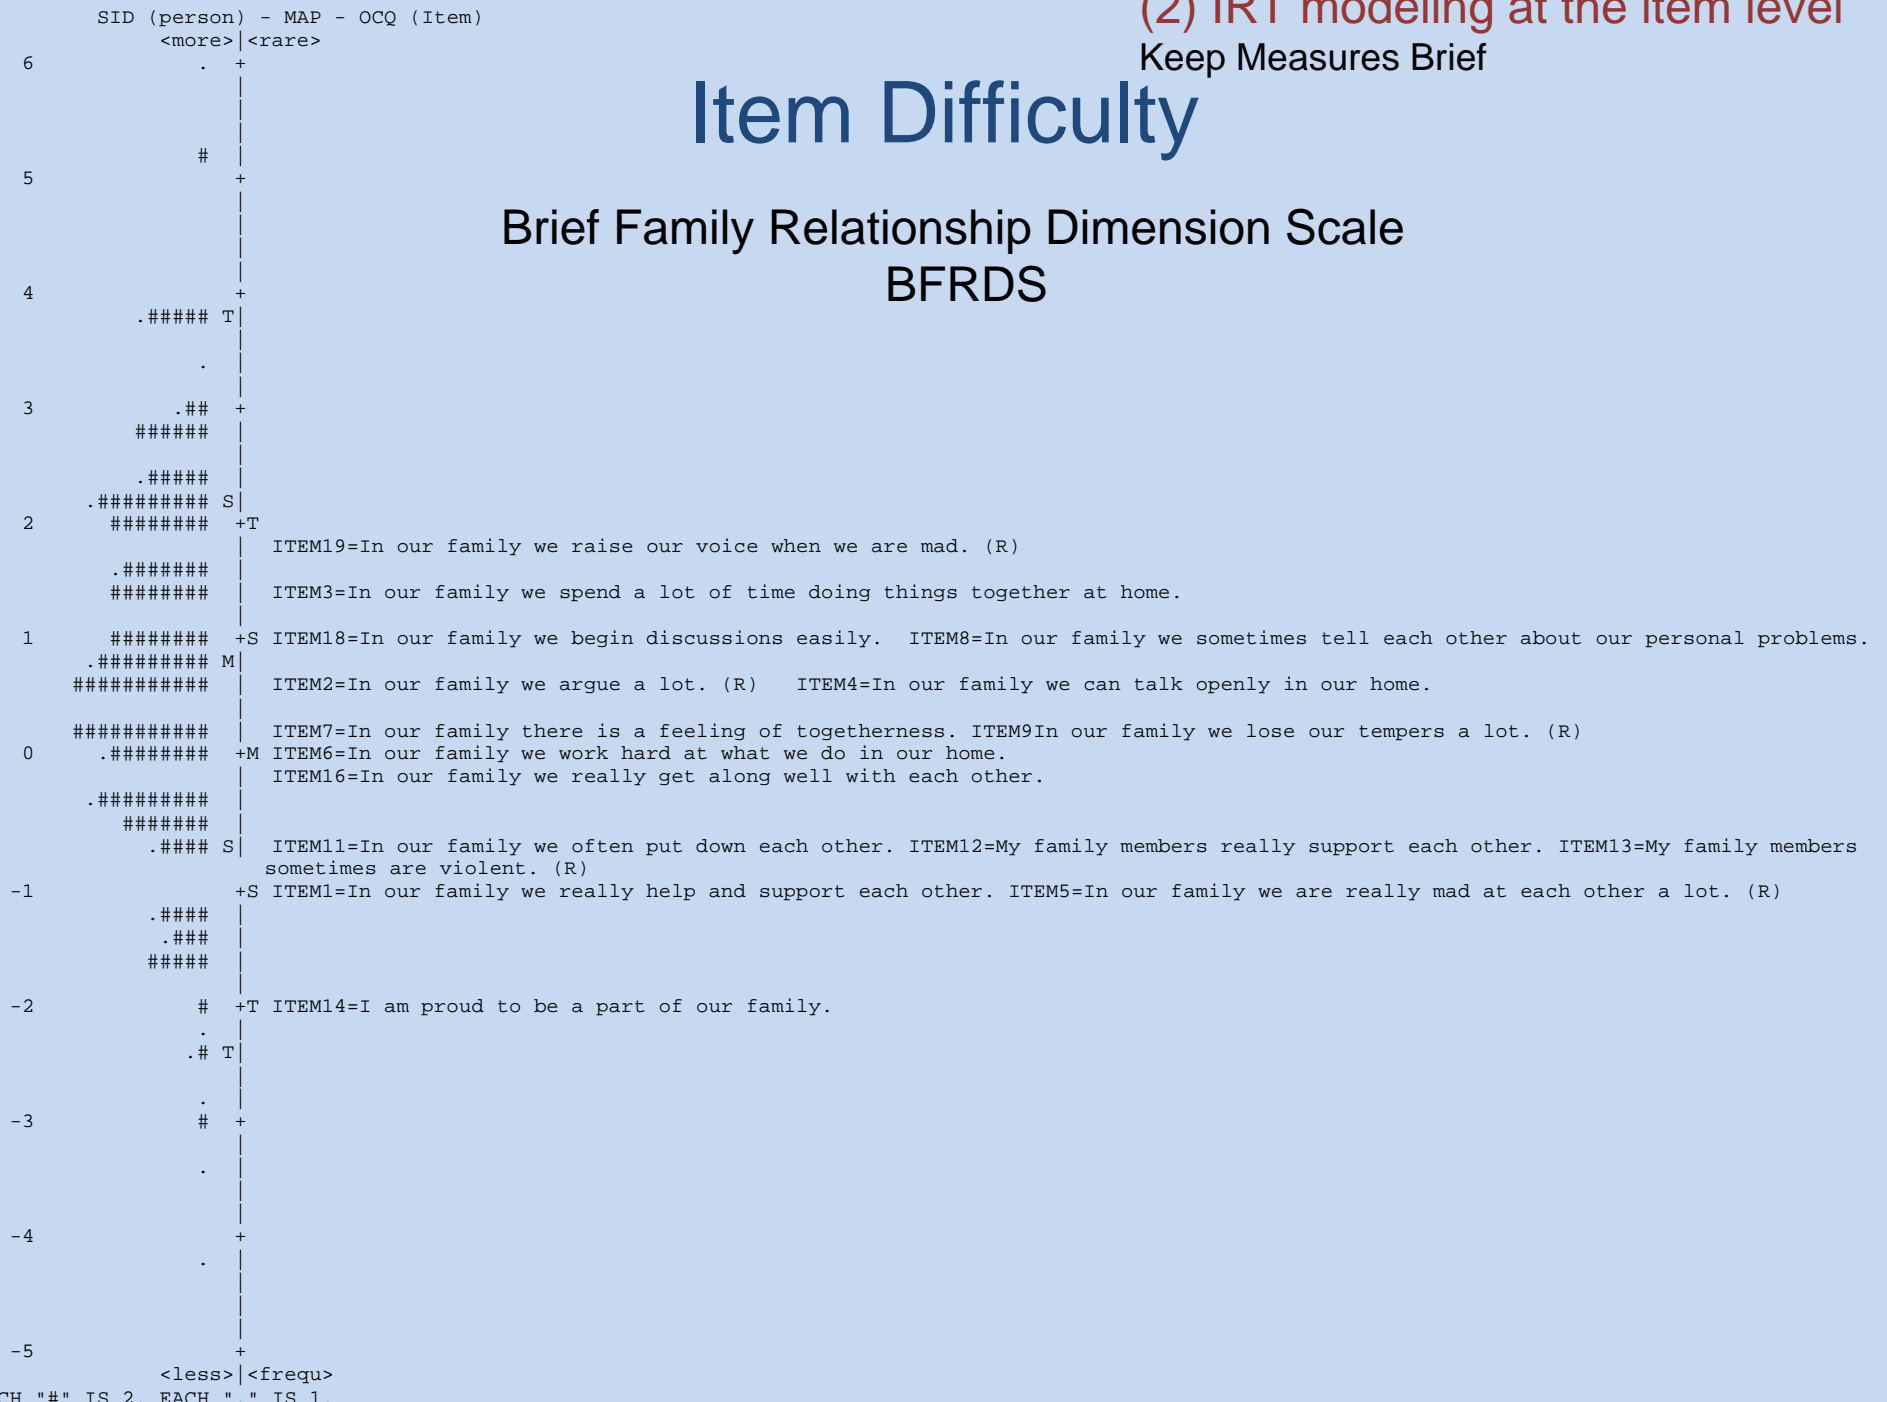 (2) IRT modeling at the item level
Keep Measures Brief
Item Difficulty
Brief Family Relationship Dimension Scale
BFRDS
SID (person) - MAP - OCQ (Item)
<more>|<rare>
6 . +
|
|
|
# |
5 +
|
|
|
|
4 +
.##### T|
|
. |
|
3 .## +
###### |
|
.##### |
.######### S|
2 ######## +T
| ITEM19=In our family we raise our voice when we are mad. (R)
.####### |
######## | ITEM3=In our family we spend a lot of time doing things together at home.
|
1 ######## +S ITEM18=In our family we begin discussions easily. ITEM8=In our family we sometimes tell each other about our personal problems.
.######### M|
########### | ITEM2=In our family we argue a lot. (R) ITEM4=In our family we can talk openly in our home.
|
########### | ITEM7=In our family there is a feeling of togetherness. ITEM9In our family we lose our tempers a lot. (R)
0 .######## +M ITEM6=In our family we work hard at what we do in our home.
| ITEM16=In our family we really get along well with each other.
.######### |
####### |
.#### S| ITEM11=In our family we often put down each other. ITEM12=My family members really support each other. ITEM13=My family members
sometimes are violent. (R)
-1 +S ITEM1=In our family we really help and support each other. ITEM5=In our family we are really mad at each other a lot. (R)
.#### |
.### |
##### |
|
-2 # +T ITEM14=I am proud to be a part of our family.
. |
.# T|
|
. |
-3 # +
|
. |
|
|
-4 +
. |
|
|
|
-5 +
<less>|<frequ>
CH "#" IS 2. EACH "." IS 1.